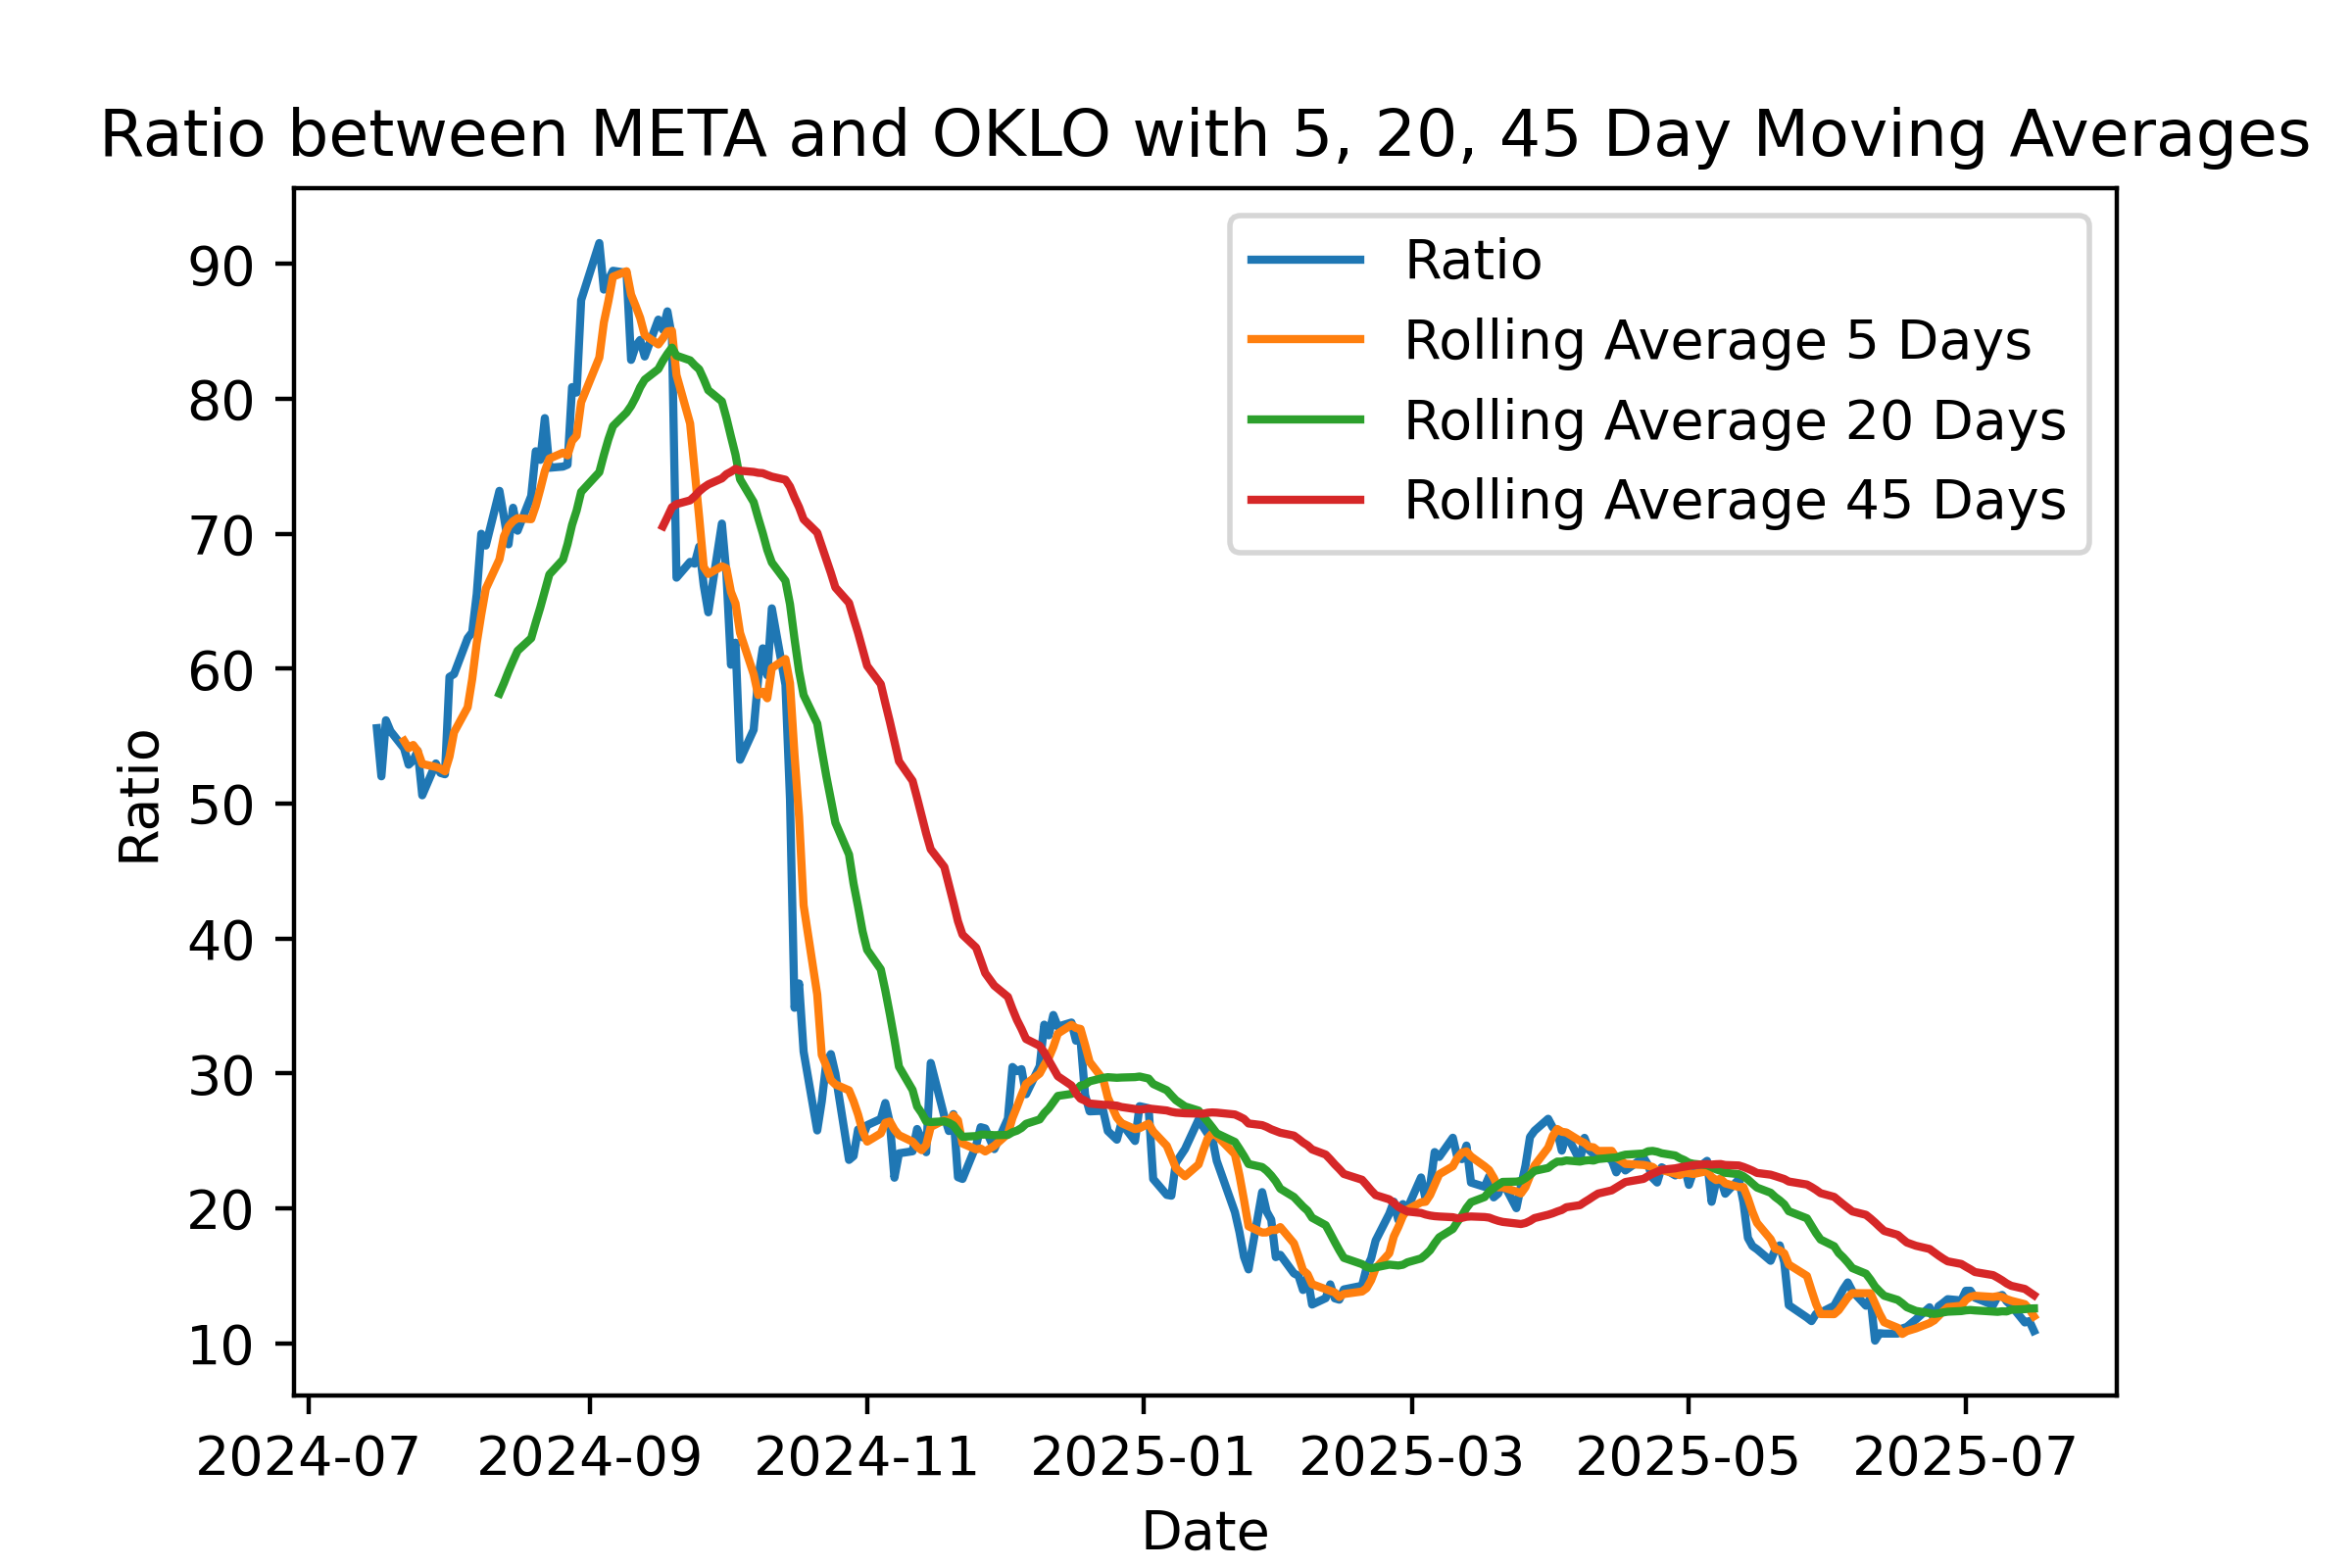 Ratio between META and OKLO with 5, 20, 45 Day Moving Averages
Ratio
Rolling Average 5 Days
Rolling Average 20 Days
Rolling Average 45 Days
90
80
70
60
50
40
30
20
10
Ratio
2024-07 2024-09 2024-11 2025-01 2025-03 2025-05 2025-07
Date